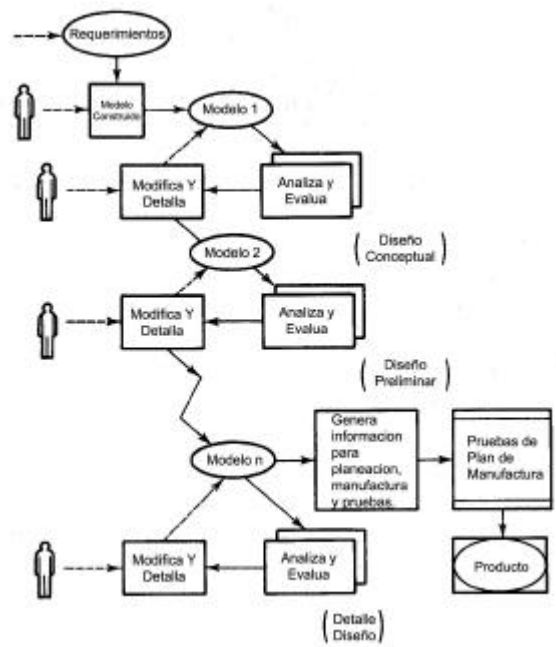 Requerimientos
Modelo
Construido
Modelo 1
Modifica Y
Detalla
Analiza y
Evalua
(Diseño
Conceptual)
Modelo 2
Modifica Y
Detalla
Analiza y
Evalua
(Diseño
Preliminar)
Modelo n
Genera
informacion
para
planeacion,
manufactura
y pruebas.
Pruebas de
Plan de
Manufactura
Modifica Y
Detalla
Analiza y
Evalua
Producto
(Detalle
Diseño)